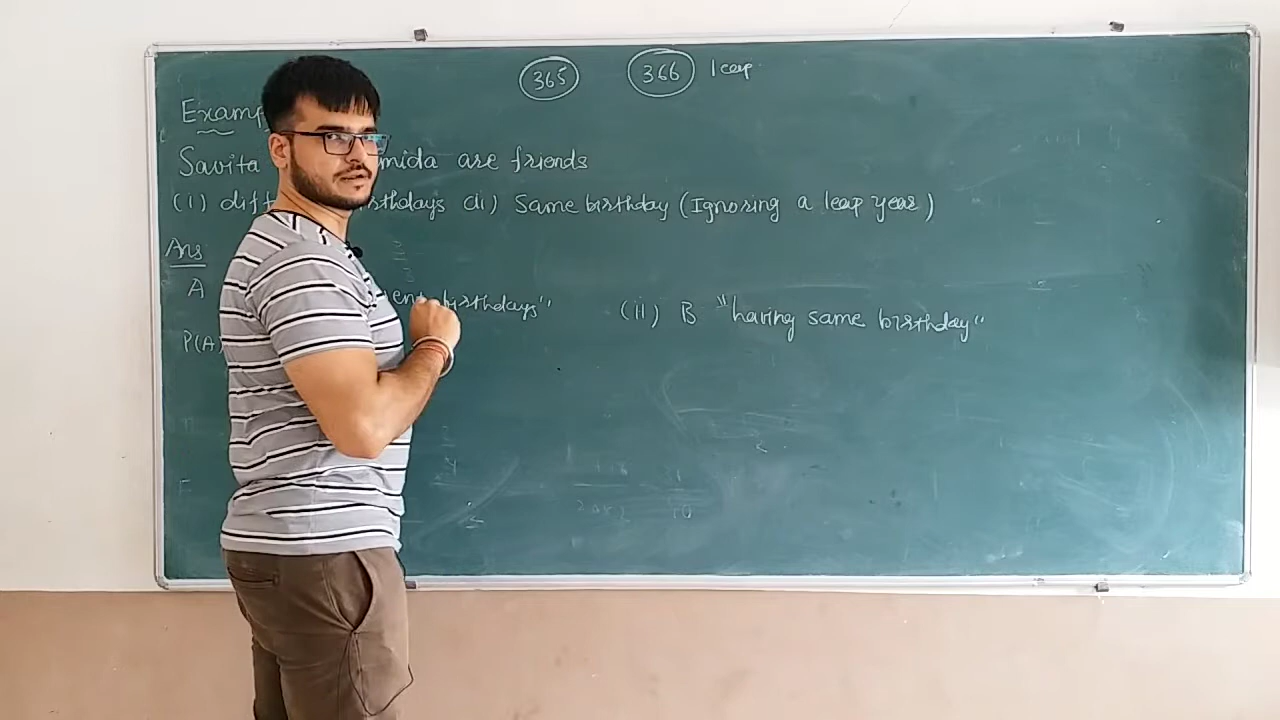 365 366 leap
Examp
Savita mida are friends
(i) diff rthdays (ii) Same birthday (Ignoring a leap year)
Ans
A ent birthdays" (ii) B "having same birthday"
P(A)